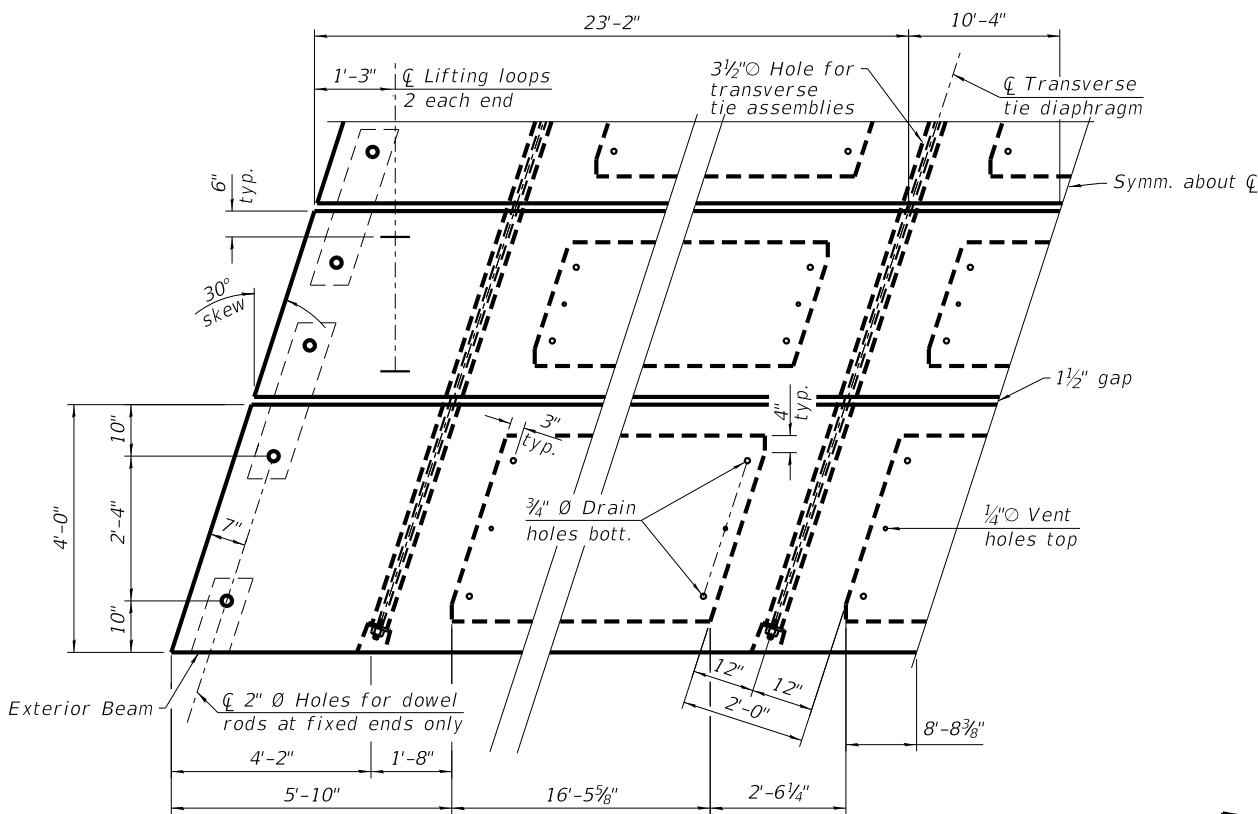 23'-2"
10'-4"
1'-3"
℄ Lifting loops
2 each end
3½"∅ Hole for
transverse
tie assemblies
℄ Transverse
tie diaphragm
6"
typ.
Symm. about ℄
30°
skew
1½" gap
10"
3"
typ.
4"
typ.
4'-0"
2'-4"
7"
¾" Ø Drain
holes bott.
¼"∅ Vent
holes top
10"
12"
12"
2'-0"
Exterior Beam
℄ 2" Ø Holes for dowel
rods at fixed ends only
8'-8⅜"
4'-2"
1'-8"
5'-10"
16'-5⅝"
2'-6¼"